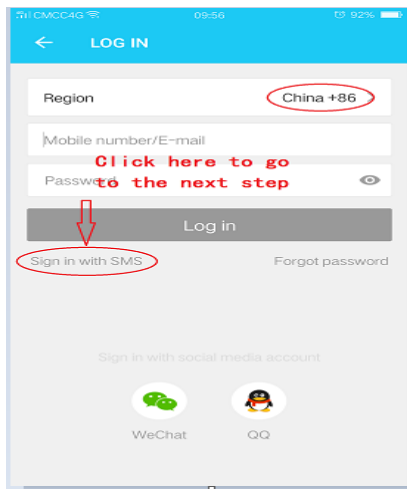 CMCC4G 09:56 92%
LOG IN
Region China +86
Mobile number/E-mail
Click here to go
Password
to the next step
Log in
Sign in with SMS Forgot password
Sign in with social media account
WeChat QQ